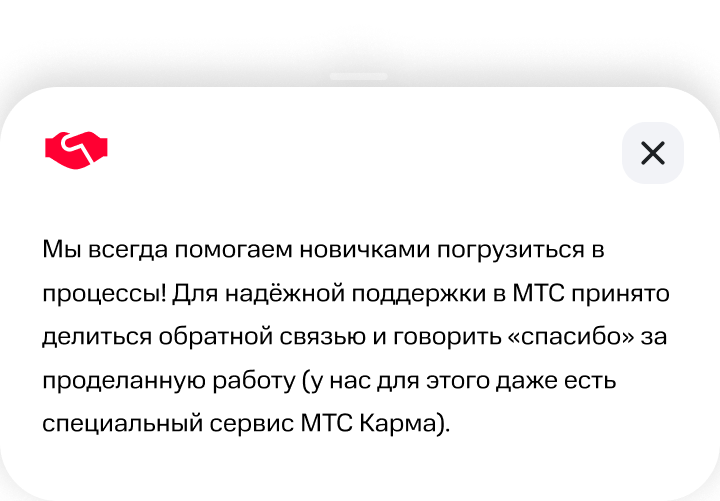 Мы всегда помогаем новичками погрузиться в
процессы! Для надёжной поддержки в МТС принято
делиться обратной связью и говорить «спасибо» за
проделанную работу (у нас для этого даже есть
специальный сервис МТС Карма).